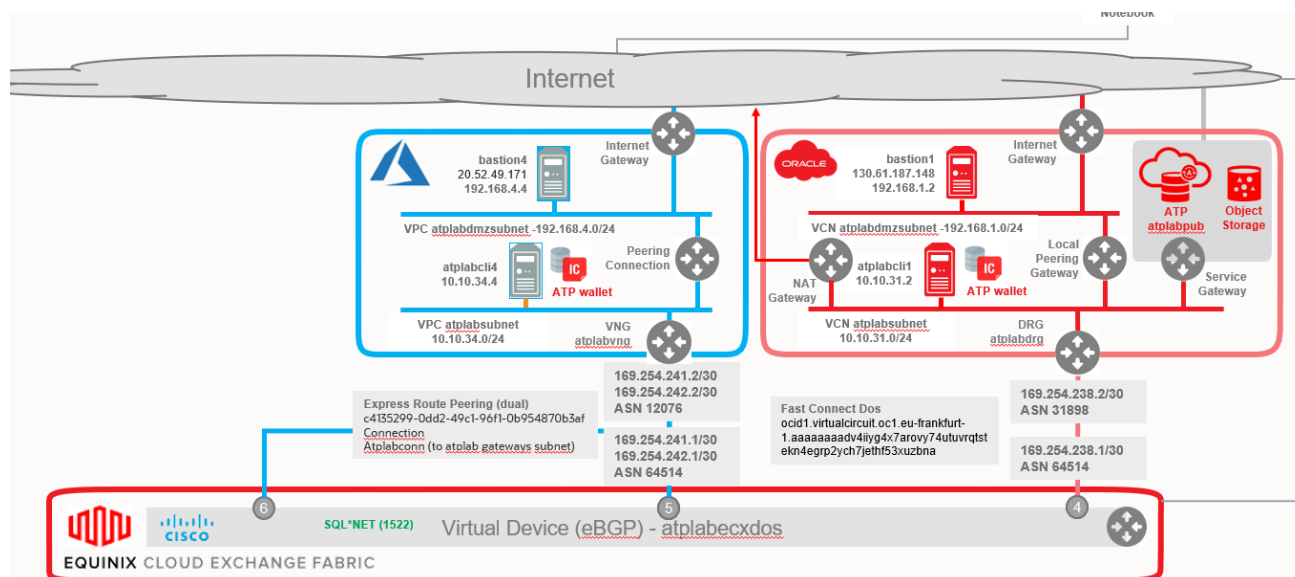 Notebook
Internet
Internet
Gateway
bastion4
20.52.49.171
192.168.4.4
VPC atplabdmzsubnet -192.168.4.0/24
Peering
Connection
atplabcli4
10.10.34.4
IC
ATP wallet
VPC atplabsubnet
10.10.34.0/24
VNG
atplabvng
ORACLE
bastion1
130.61.187.148
192.168.1.2
Internet
Gateway
ATP
atplabpub
Object
Storage
VCN atplabdmzsubnet -192.168.1.0/24
NAT
Gateway
atplabcli1
10.10.31.2
IC
ATP wallet
Local
Peering
Gateway
Service
Gateway
VCN atplabsubnet
10.10.31.0/24
DRG
atplabdrg
169.254.241.2/30
169.254.242.2/30
ASN 12076
Express Route Peering (dual)
c4135299-0dd2-49c1-96f1-0b954870b3af
Connection
Atplabconn (to atplab gateways subnet)
169.254.241.1/30
169.254.242.1/30
ASN 64514
Fast Connect Dos
ocid1.virtualcircuit.oc1.eu-frankfurt-
1.aaaaaaaadv4iiyg4x7arovy74utuvrqtst
ekn4egrp2ych7jethf53xuzbna
169.254.238.2/30
ASN 31898
169.254.238.1/30
ASN 64514
6
5
4
CISCO
SQL*NET (1522)
Virtual Device (eBGP) - atplabecxdos
EQUINIX CLOUD EXCHANGE FABRIC